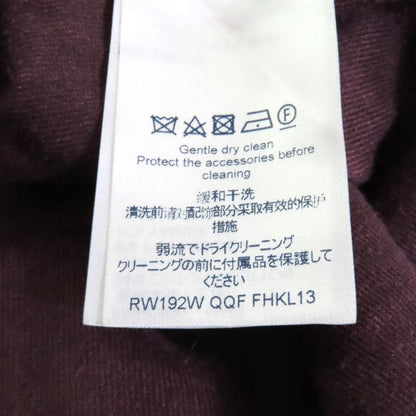 Gentle dry clean
Protect the accessories before
cleaning
缓和干洗
清洗前请对配饰部分采取有效的保护
措施
弱流でドライクリーニング
クリーニングの前に付属品を保護して
ください
RW192W QQF FHKL13